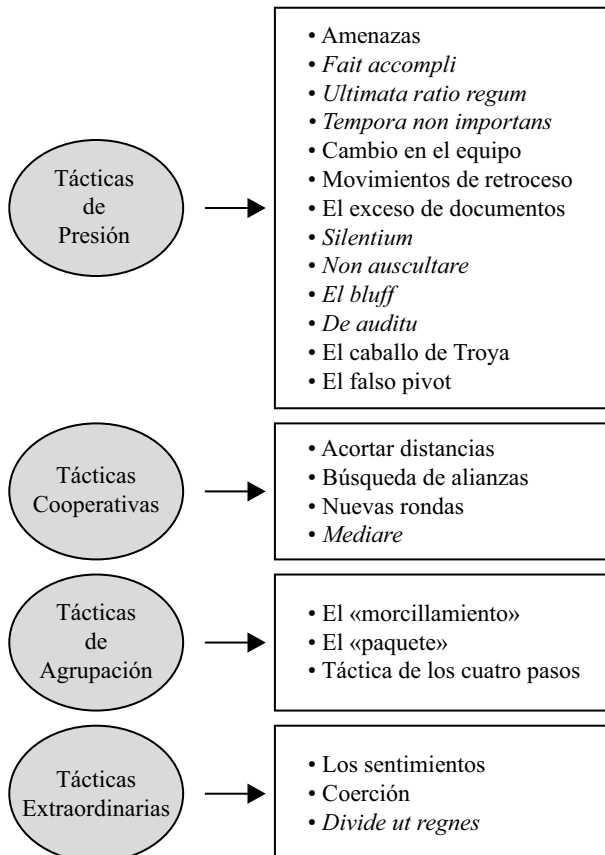 Tácticas
de
Presión
• Amenazas
• Fait accompli
• Ultimata ratio regum
• Tempora non importans
• Cambio en el equipo
• Movimientos de retroceso
• El exceso de documentos
• Silentium
• Non auscultare
• El bluff
• De auditu
• El caballo de Troya
• El falso pivot
Tácticas
Cooperativas
• Acortar distancias
• Búsqueda de alianzas
• Nuevas rondas
• Mediare
Tácticas
de
Agrupación
• El «morcillamiento»
• El «paquete»
• Táctica de los cuatro pasos
Tácticas
Extraordinarias
• Los sentimientos
• Coerción
• Divide ut regnes